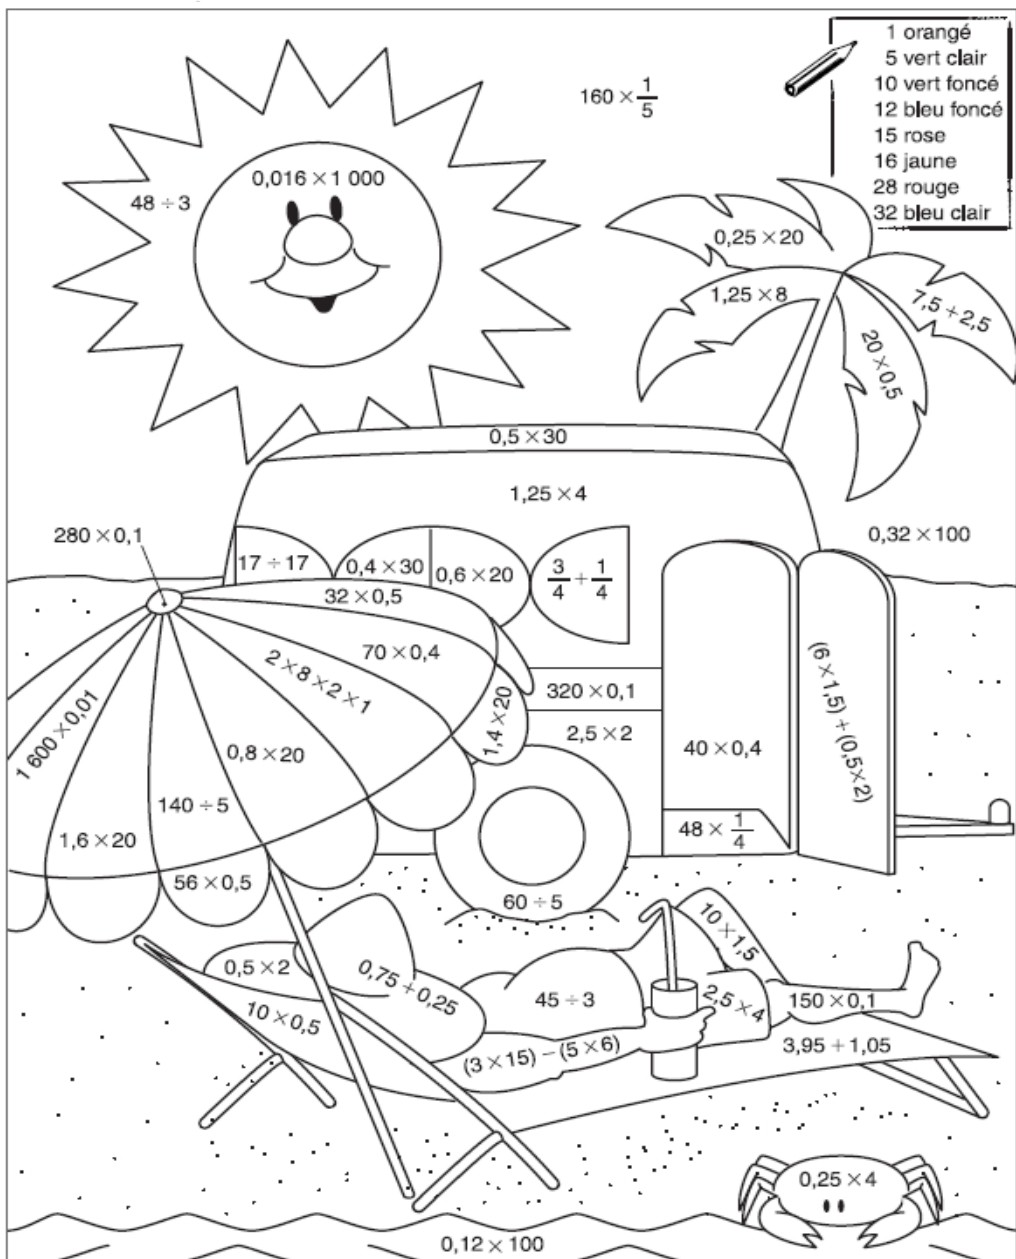 1 orangé
5 vert clair
10 vert foncé
12 bleu foncé
15 rose
16 jaune
28 rouge
32 bleu clair
160 × 1/5
48 ÷ 3
0,016 × 1 000
0,25 × 20
1,25 × 8
7,5 + 2,5
20 × 0,5
0,5 × 30
1,25 × 4
280 × 0,1
0,32 × 100
17 ÷ 17
0,4 × 30
0,6 × 20
3/4 + 1/4
32 × 0,5
70 × 0,4
2 × 8 × 2 × 1
320 × 0,1
1,4 × 20
2,5 × 2
(6 × 1,5) + (0,5 × 2)
1 600 × 0,01
0,8 × 20
40 × 0,4
140 ÷ 5
1,6 × 20
48 × 1/4
56 × 0,5
60 ÷ 5
10 × 1,5
0,5 × 2
0,75 + 0,25
45 ÷ 3
2,5 × 4
150 × 0,1
10 × 0,5
(3 × 15) − (5 × 6)
3,95 + 1,05
0,25 × 4
0,12 × 100